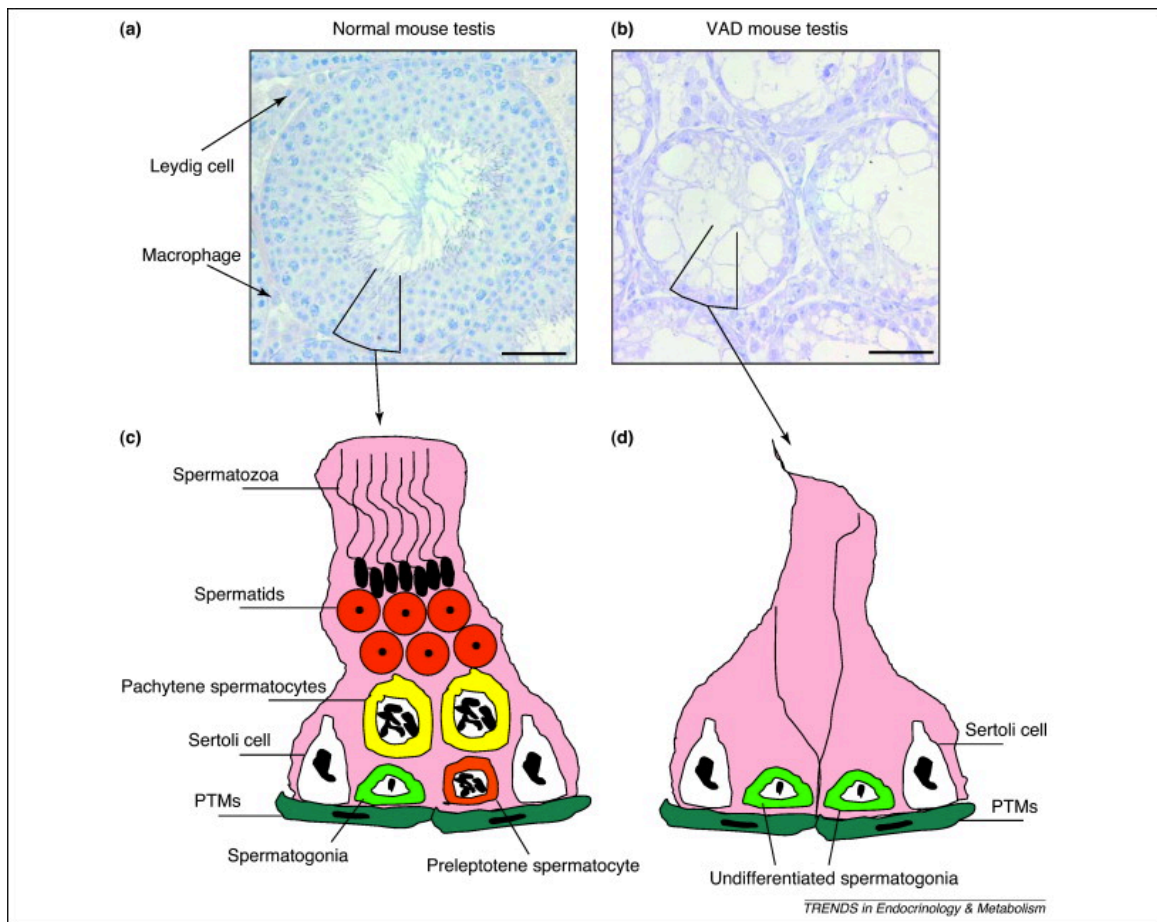 (a) Normal mouse testis
(b) VAD mouse testis
Leydig cell
Macrophage
(c)
(d)
Spermatozoa
Spermatids
Pachytene spermatocytes
Sertoli cell
PTMs
Spermatogonia
Preleptotene spermatocyte
Sertoli cell
PTMs
Undifferentiated spermatogonia
TRENDS in Endocrinology & Metabolism